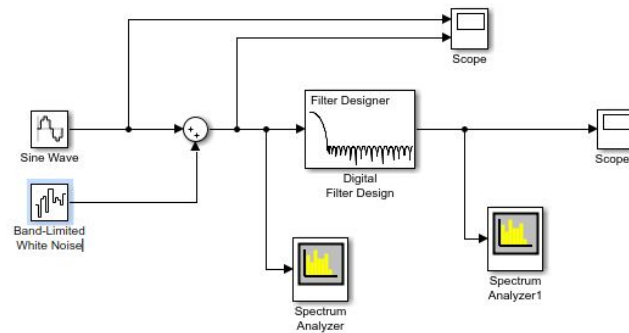 Scope
Filter Designer
Sine Wave
Digital
Filter Design
Scope
Band-Limited
White Noise
Spectrum
Analyzer
Spectrum
Analyzer1